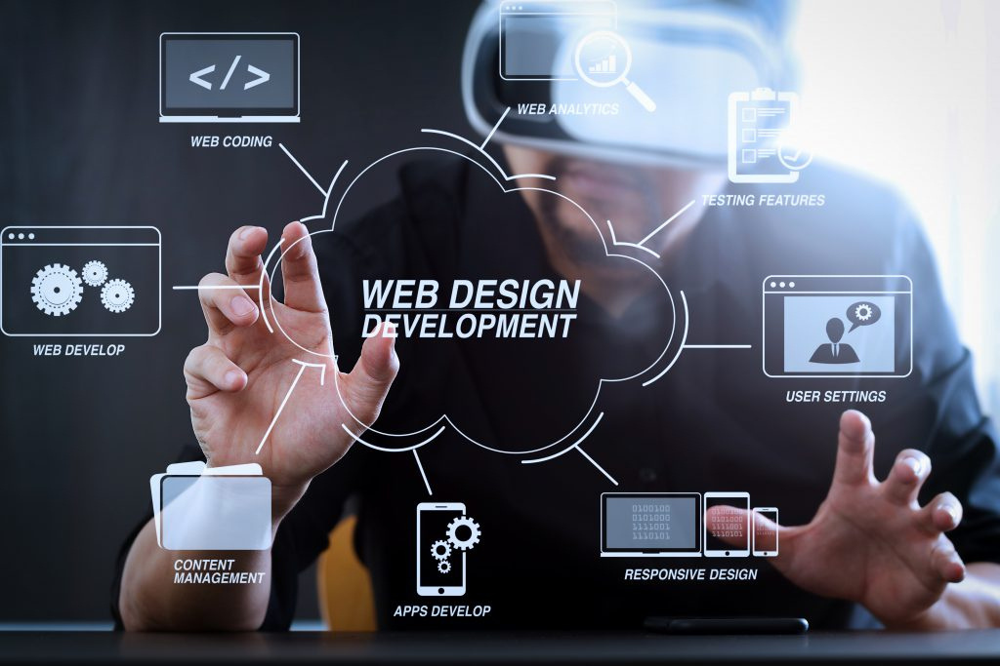 </>
WEB CODING
WEB ANALYTICS
TESTING FEATURES
WEB DEVELOP
WEB DESIGN
DEVELOPMENT
USER SETTINGS
CONTENT
MANAGEMENT
APPS DEVELOP
0100100
0101000
1111001
1110101
RESPONSIVE DESIGN